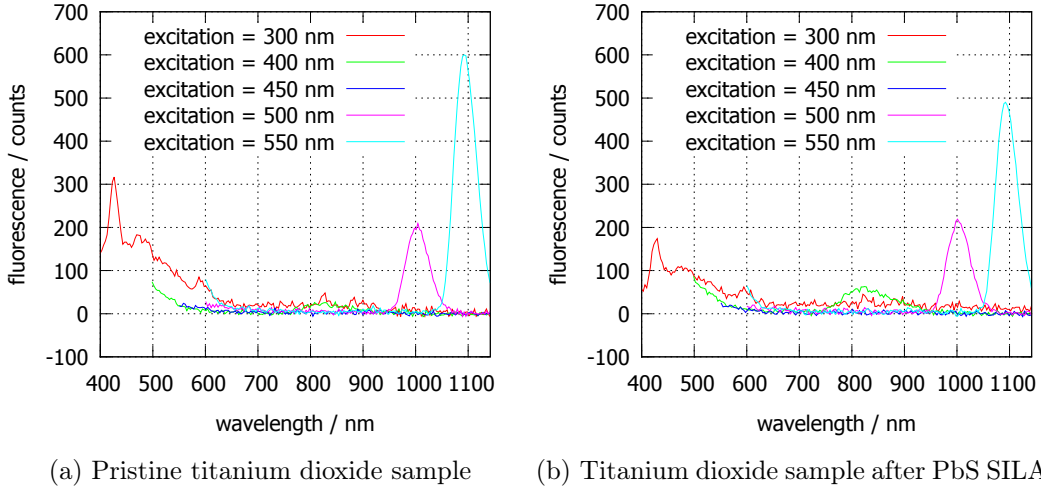 700
600
500
400
300
200
100
0
-100
fluorescence / counts
excitation = 300 nm
excitation = 400 nm
excitation = 450 nm
excitation = 500 nm
excitation = 550 nm
400 500 600 700 800 900 1000 1100
wavelength / nm
(a) Pristine titanium dioxide sample
700
600
500
400
300
200
100
0
-100
fluorescence / counts
excitation = 300 nm
excitation = 400 nm
excitation = 450 nm
excitation = 500 nm
excitation = 550 nm
400 500 600 700 800 900 1000 1100
wavelength / nm
(b) Titanium dioxide sample after PbS SILA